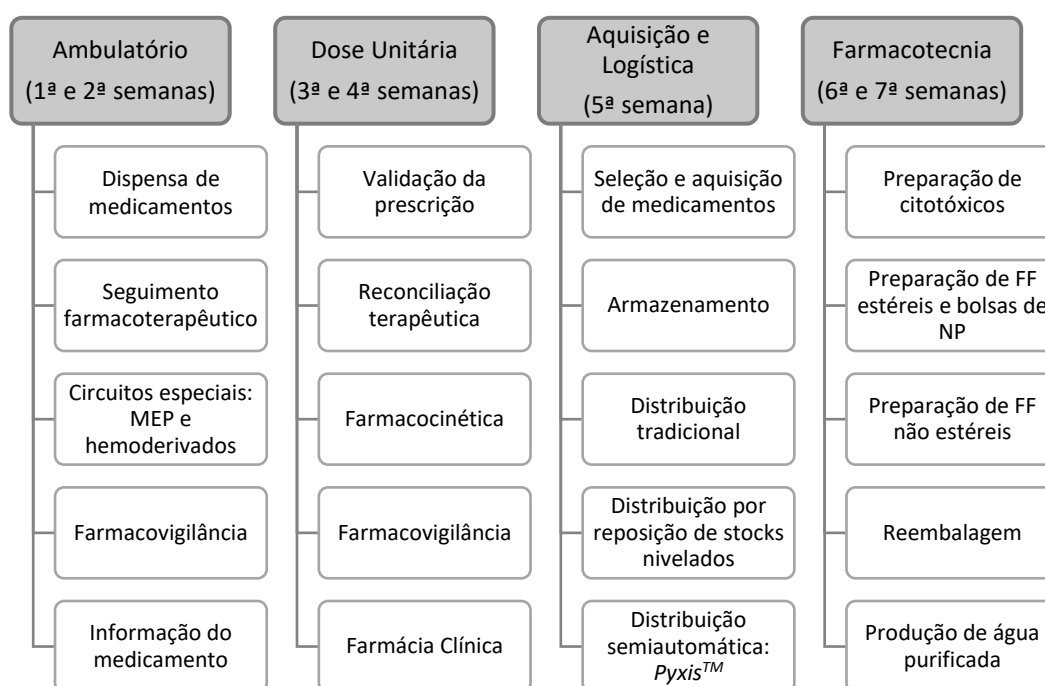 Ambulatório
(1ª e 2ª semanas)
Dispensa de
medicamentos
Seguimento
farmacoterapêutico
Circuitos especiais:
MEP e
hemoderivados
Farmacovigilância
Informação do
medicamento
Dose Unitária
(3ª e 4ª semanas)
Validação da
prescrição
Reconciliação
terapêutica
Farmacocinética
Farmacovigilância
Farmácia Clínica
Aquisição e
Logística
(5ª semana)
Seleção e aquisição
de medicamentos
Armazenamento
Distribuição
tradicional
Distribuição por
reposição de stocks
nivelados
Distribuição
semiautomática:
Pyxis™
Farmacotecnia
(6ª e 7ª semanas)
Preparação de
citotóxicos
Preparação de FF
estéreis e bolsas de
NP
Preparação de FF
não estéreis
Reembalagem
Produção de água
purificada